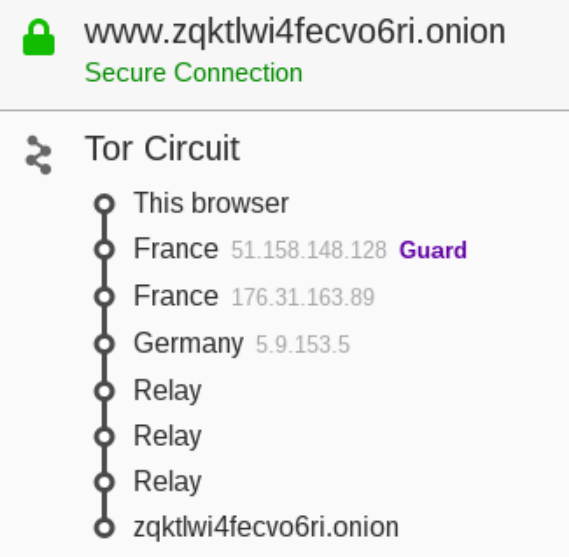 www.zqktlwi4fecvo6ri.onion
Secure Connection
Tor Circuit
This browser
France 51.158.148.128 Guard
France 176.31.163.89
Germany 5.9.153.5
Relay
Relay
Relay
zqktlwi4fecvo6ri.onion